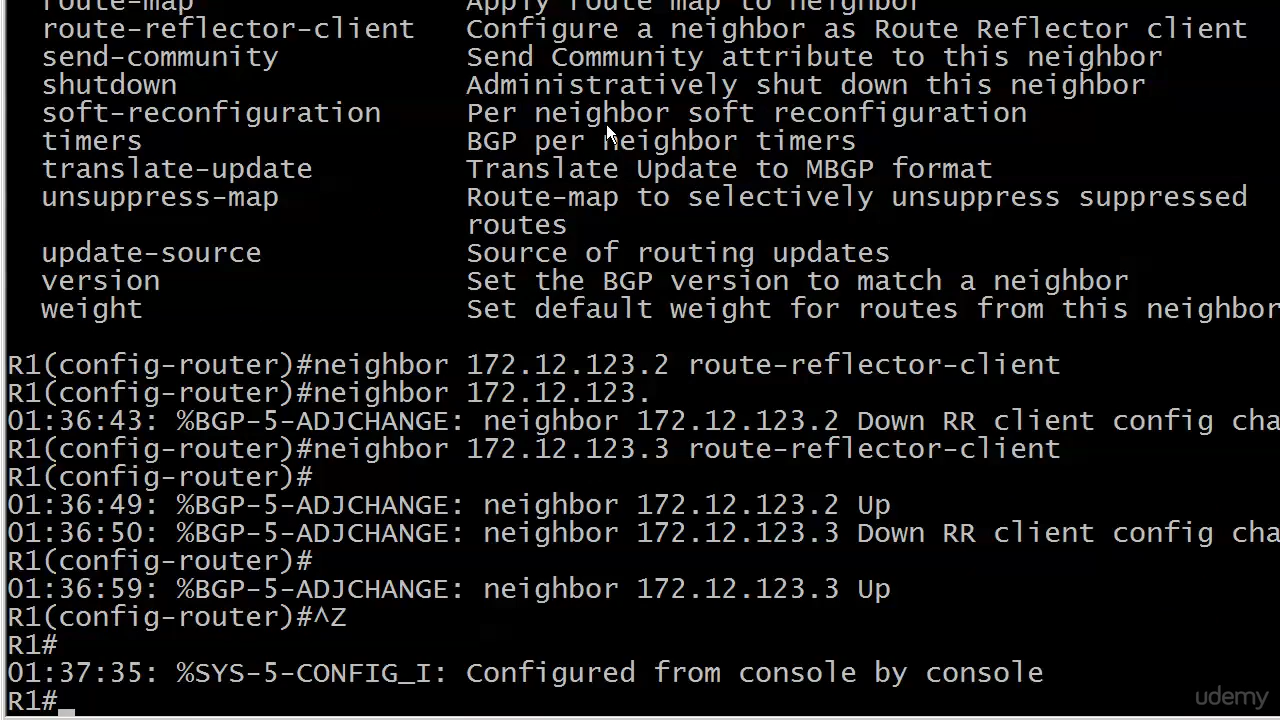 route-map Apply route map to neighbor
route-reflector-client Configure a neighbor as Route Reflector client
send-community Send Community attribute to this neighbor
shutdown Administratively shut down this neighbor
soft-reconfiguration Per neighbor soft reconfiguration
timers BGP per neighbor timers
translate-update Translate Update to MBGP format
unsuppress-map Route-map to selectively unsuppress suppressed
routes
update-source Source of routing updates
version Set the BGP version to match a neighbor
weight Set default weight for routes from this neighbor
R1(config-router)#neighbor 172.12.123.2 route-reflector-client
R1(config-router)#neighbor 172.12.123.
01:36:43: %BGP-5-ADJCHANGE: neighbor 172.12.123.2 Down RR client config cha
R1(config-router)#neighbor 172.12.123.3 route-reflector-client
R1(config-router)#
01:36:49: %BGP-5-ADJCHANGE: neighbor 172.12.123.2 Up
01:36:50: %BGP-5-ADJCHANGE: neighbor 172.12.123.3 Down RR client config cha
R1(config-router)#
01:36:59: %BGP-5-ADJCHANGE: neighbor 172.12.123.3 Up
R1(config-router)#^Z
R1#
01:37:35: %SYS-5-CONFIG_I: Configured from console by console
R1#
udemy